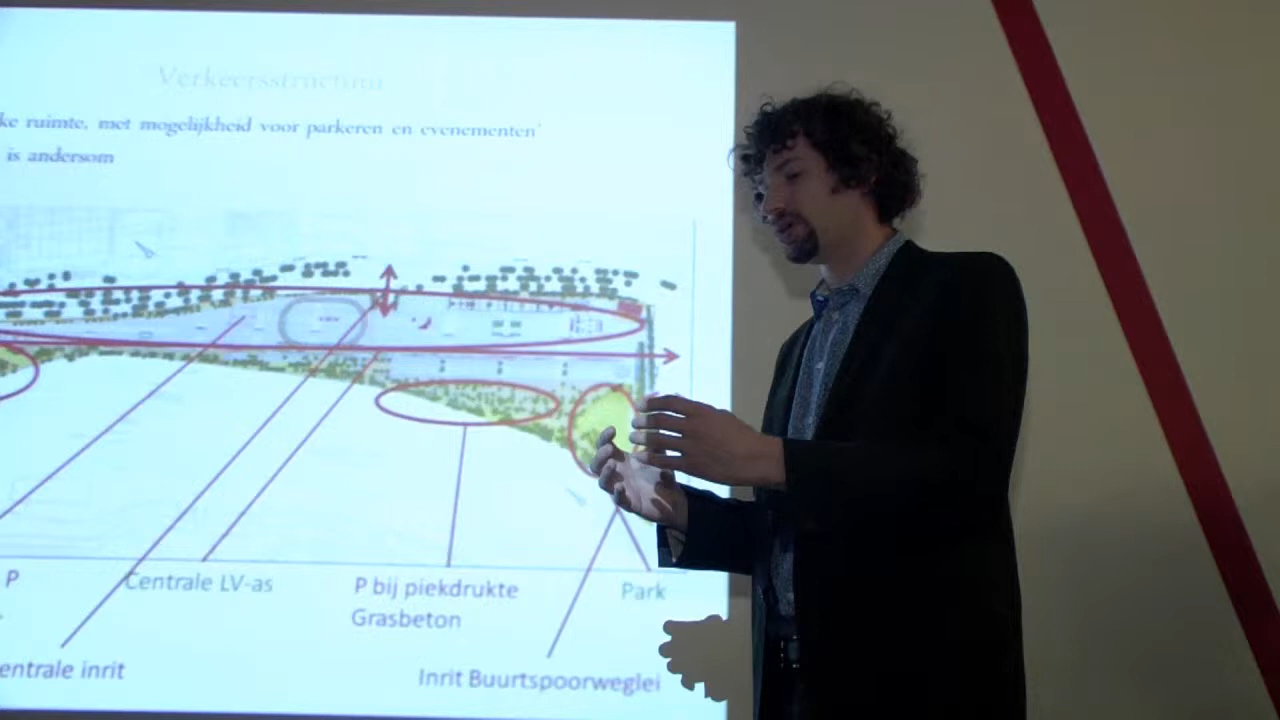 Verkeersstructuur
ke ruimte, met mogelijkheid voor parkeren en evenementen'
is andersom
P
Centrale LV-as
P bij piekdrukte
Grasbeton
Park
entrale inrit
Inrit Buurtspoorweglei